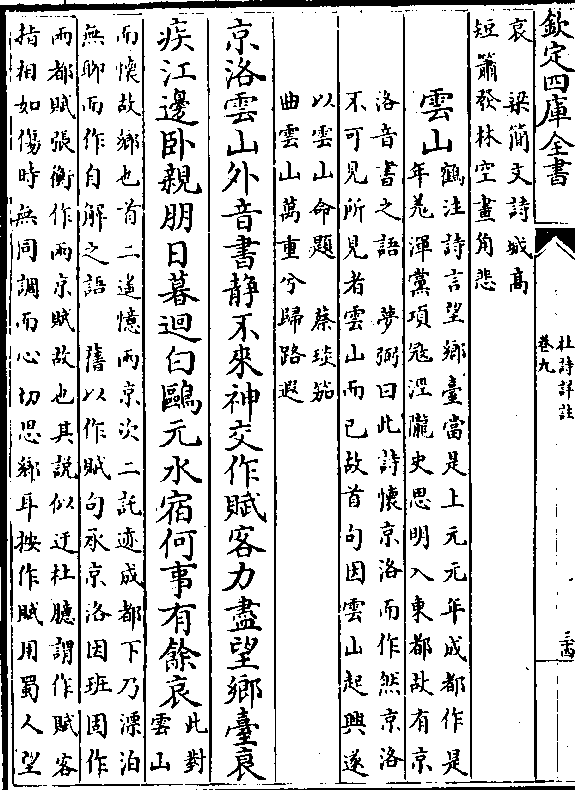 欽定四庫全書
杜詩詳註
卷九
哀　梁簡文詩城高
短簫發林空畫角悲
雲山
鶴注詩言望鄉臺當是上元元年成都作是
年羌渾黨項寇涇隴史思明入東都故有京
洛音書之語　夢弼曰此詩懷京洛而作然京洛
不可見所見者雲山而已故首句因雲山起興遂
以雲山命題　蔡琰笳
曲雲山萬重兮歸路遐
京洛雲山外音書静不來神交作賦客力盡望鄉臺衰
疾江邊卧親朋日暮迴白鷗元水宿何事有餘哀
此對
雲山
而懷故鄉也首二遥憶兩京次二託迹成都下乃漂泊
無聊而作自解之語　舊以作賦句承京洛因班固作
兩都賦張衡作兩京賦故也其說似迂杜臆謂作賦客
指相如傷時無同調而心切思鄉耳按作賦用蜀人望